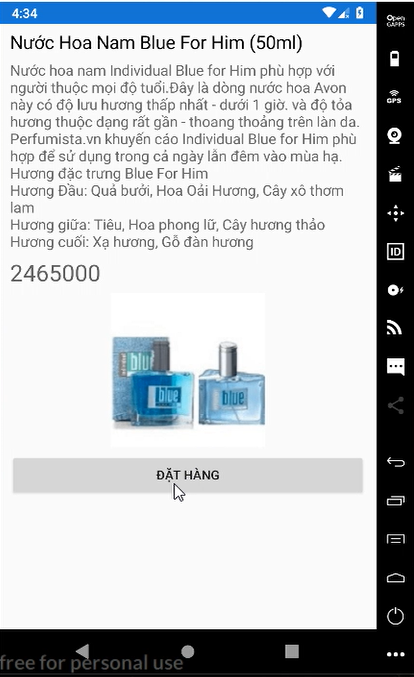 4:34
Open
GAPPS
Nước Hoa Nam Blue For Him (50ml)
Nước hoa nam Individual Blue for Him phù hợp với
người thuộc mọi độ tuổi.Đây là dòng nước hoa Avon
này có độ lưu hương thấp nhất - dưới 1 giờ. và độ tỏa
hương thuộc dạng rất gần - thoang thoảng trên làn da.
Perfumista.vn khuyến cáo Individual Blue for Him phù
hợp để sử dụng trong cả ngày lẫn đêm vào mùa hạ.
Hương đặc trưng Blue For Him
Hương Đầu: Quả bưởi, Hoa Oải Hương, Cây xô thơm
lam
Hương giữa: Tiêu, Hoa phong lữ, Cây hương thảo
Hương cuối: Xạ hương, Gỗ đàn hương
2465000
blue
blue
blue
ĐẶT HÀNG
GPS
ID
free for personal use